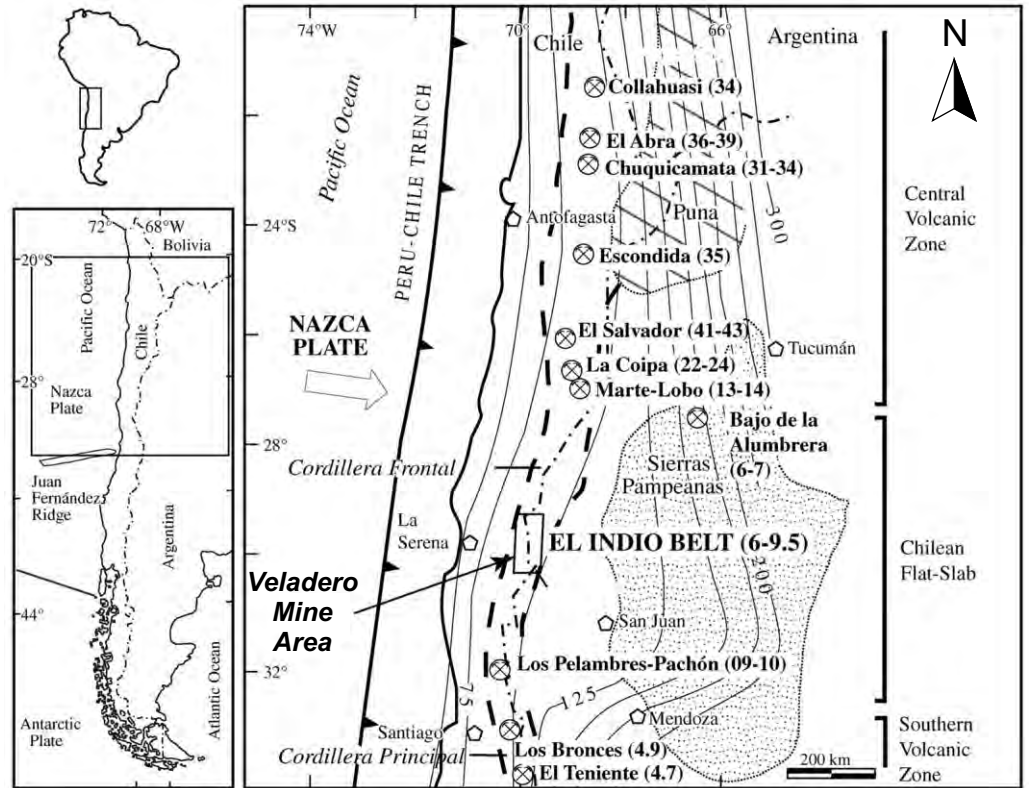 72°
68°W
Bolivia
20°S
Pacific Ocean
Chile
28°
Nazca
Plate
Juan
Fernández
Ridge
Argentina
44°
Antarctic
Plate
Atlantic Ocean
74°W
70°
66°
Chile
Argentina
N
Pacific Ocean
PERU-CHILE TRENCH
Collahuasi (34)
El Abra (36-39)
Chuquicamata (31-34)
Puna
300
Antofagasta
24°S
Escondida (35)
Central
Volcanic
Zone
NAZCA
PLATE
El Salvador (41-43)
Tucumán
La Coipa (22-24)
Marte-Lobo (13-14)
Bajo de la
Alumbrera
(6-7)
28°
Cordillera Frontal
Sierras
Pampeanas
La
Serena
EL INDIO BELT (6-9.5)
Chilean
Flat-Slab
Veladero
Mine
Area
200
San Juan
Los Pelambres-Pachón (09-10)
32°
75
125
Mendoza
Santiago
Cordillera Principal
Los Bronces (4.9)
El Teniente (4.7)
200 km
Southern
Volcanic
Zone